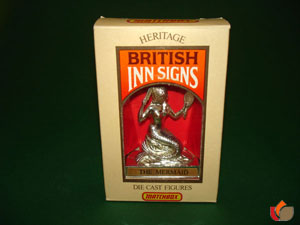 HERITAGE
BRITISH
INN SIGNS
THE MERMAID
DIE CAST FIGURES
MATCHBOX